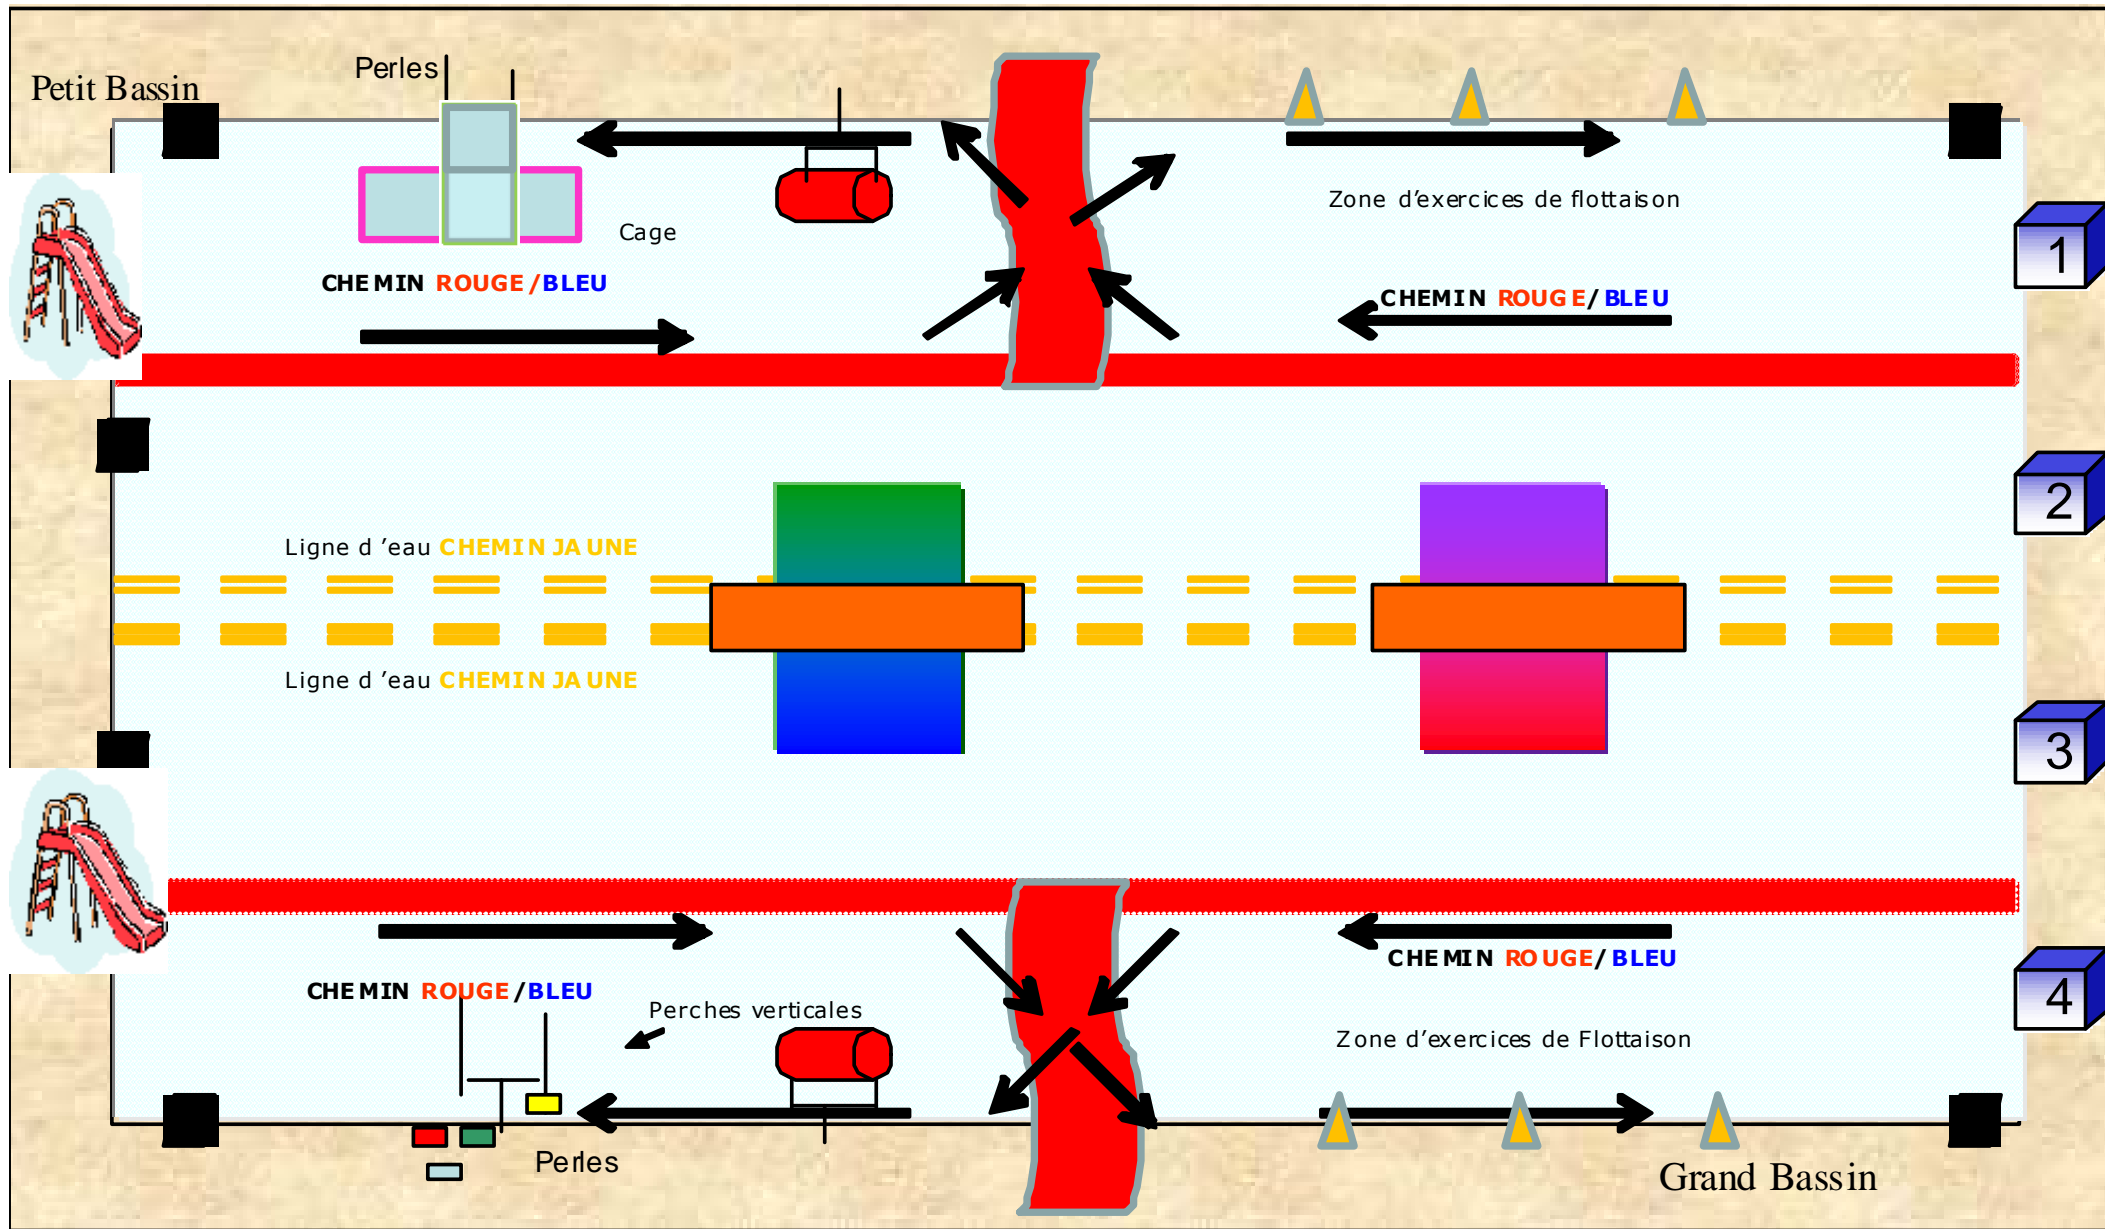 Perles
Petit Bassin
Zone d'exercices de flottaison
Cage
1
CHEMIN ROUGE/BLEU
CHEMIN ROUGE/BLEU
2
Ligne d 'eau CHEMIN JAUNE
Ligne d 'eau CHEMIN JAUNE
3
CHEMIN ROUGE/BLEU
CHEMIN ROUGE/BLEU
4
Perches verticales
Zone d'exercices de Flottaison
Perles
Grand Bassin